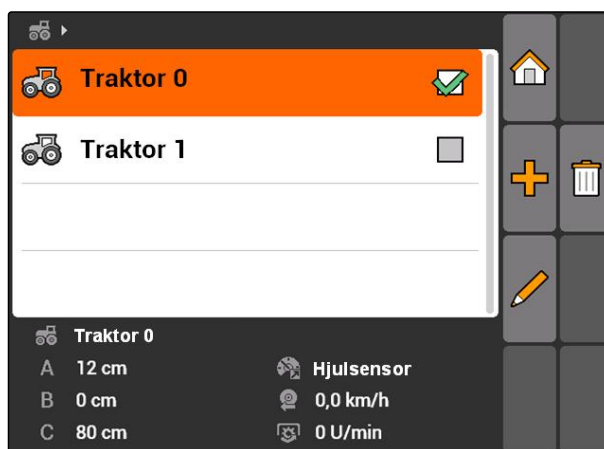 Traktor 0
Traktor 1
Traktor 0
A 12 cm
Hjulsensor
B 0 cm
0,0 km/h
C 80 cm
0 U/min